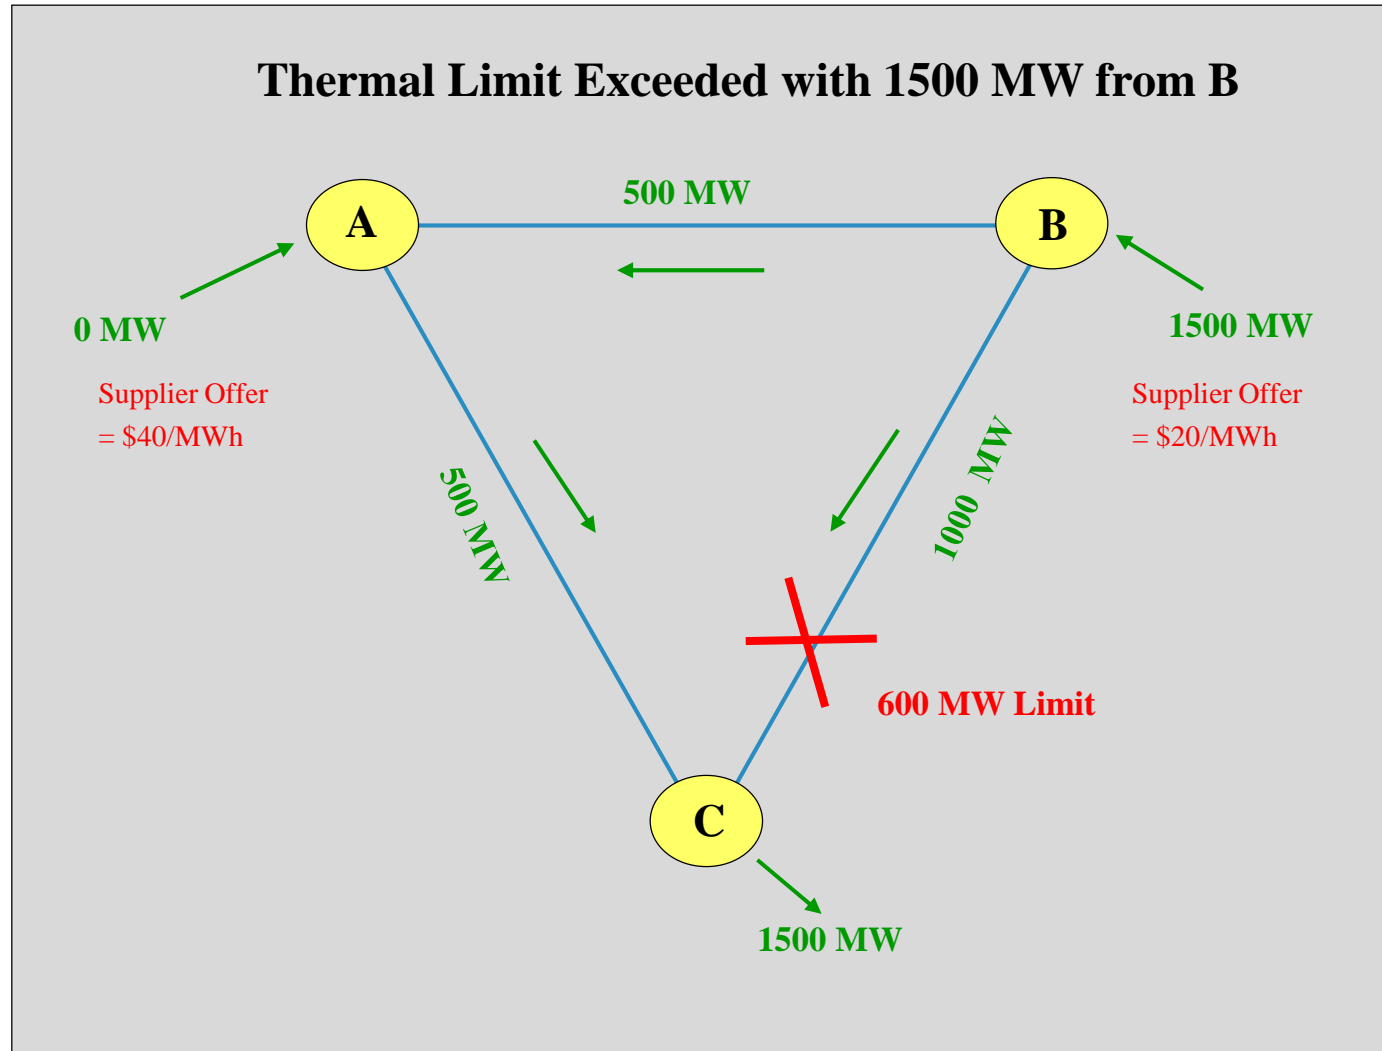 Thermal Limit Exceeded with 1500 MW from B
500 MW
A
B
0 MW
1500 MW
Supplier Offer
= $40/MWh
Supplier Offer
= $20/MWh
500 MW
1000 MW
600 MW Limit
C
1500 MW